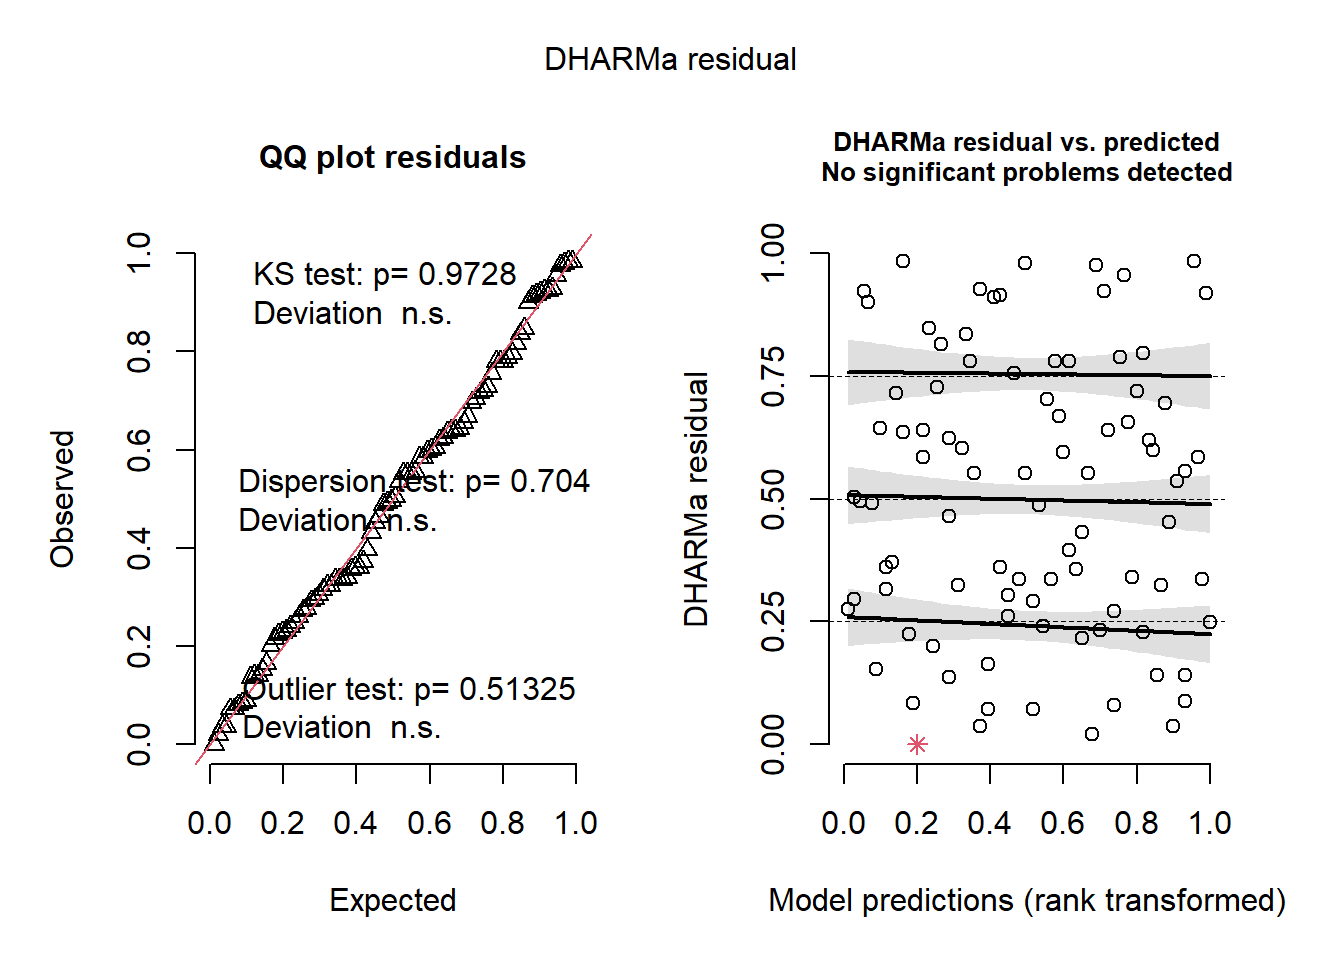 DHARMa residual
QQ plot residuals
KS test: p= 0.9728
Deviation  n.s.
Dispersion test: p= 0.704
Deviation n.s.
Outlier test: p= 0.51325
Deviation  n.s.
Observed
0.0
0.2
0.4
0.6
0.8
1.0
0.0 0.2 0.4 0.6 0.8 1.0
Expected
DHARMa residual vs. predicted
No significant problems detected
DHARMa residual
0.00
0.25
0.50
0.75
1.00
0.0 0.2 0.4 0.6 0.8 1.0
Model predictions (rank transformed)